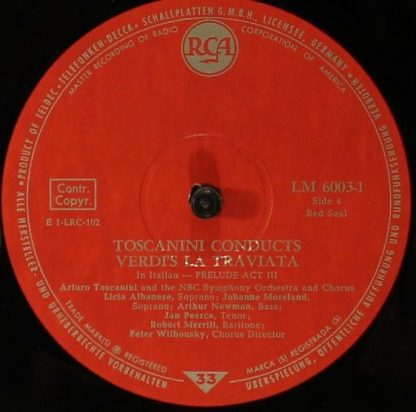 PRODUCT OF TELDEC • TELEFUNKEN-DECCA • SCHALLPLATTEN G.M.B.H., LICENSEE, GERMANY
MASTER RECORDING OF RADIO CORPORATION OF AMERICA
RCA
Contr.
Copyr.
E 1-LRC-102
LM 6003-1
Side 4
Red Seal
TOSCANINI CONDUCTS
VERDI'S LA TRAVIATA
In Italian — PRELUDE ACT III
Arturo Toscanini and the NBC Symphony Orchestra and Chorus
Licia Albanese, Soprano; Johanne Moreland,
Soprano; Arthur Newman, Bass;
Jan Peerce, Tenor;
Robert Merrill, Baritone;
Peter Wilhousky, Chorus Director
TRADE MARK(S) ® REGISTERED
MARCA (S) REGISTRADA (S)
33
ALLE HERSTELLER- UND URHEBERRECHTE VORBEHALTEN
ÜBERSPIELUNG, ÖFFENTLICHE AUFFÜHRUNG UND FUNKSENDUNG VERBOTEN